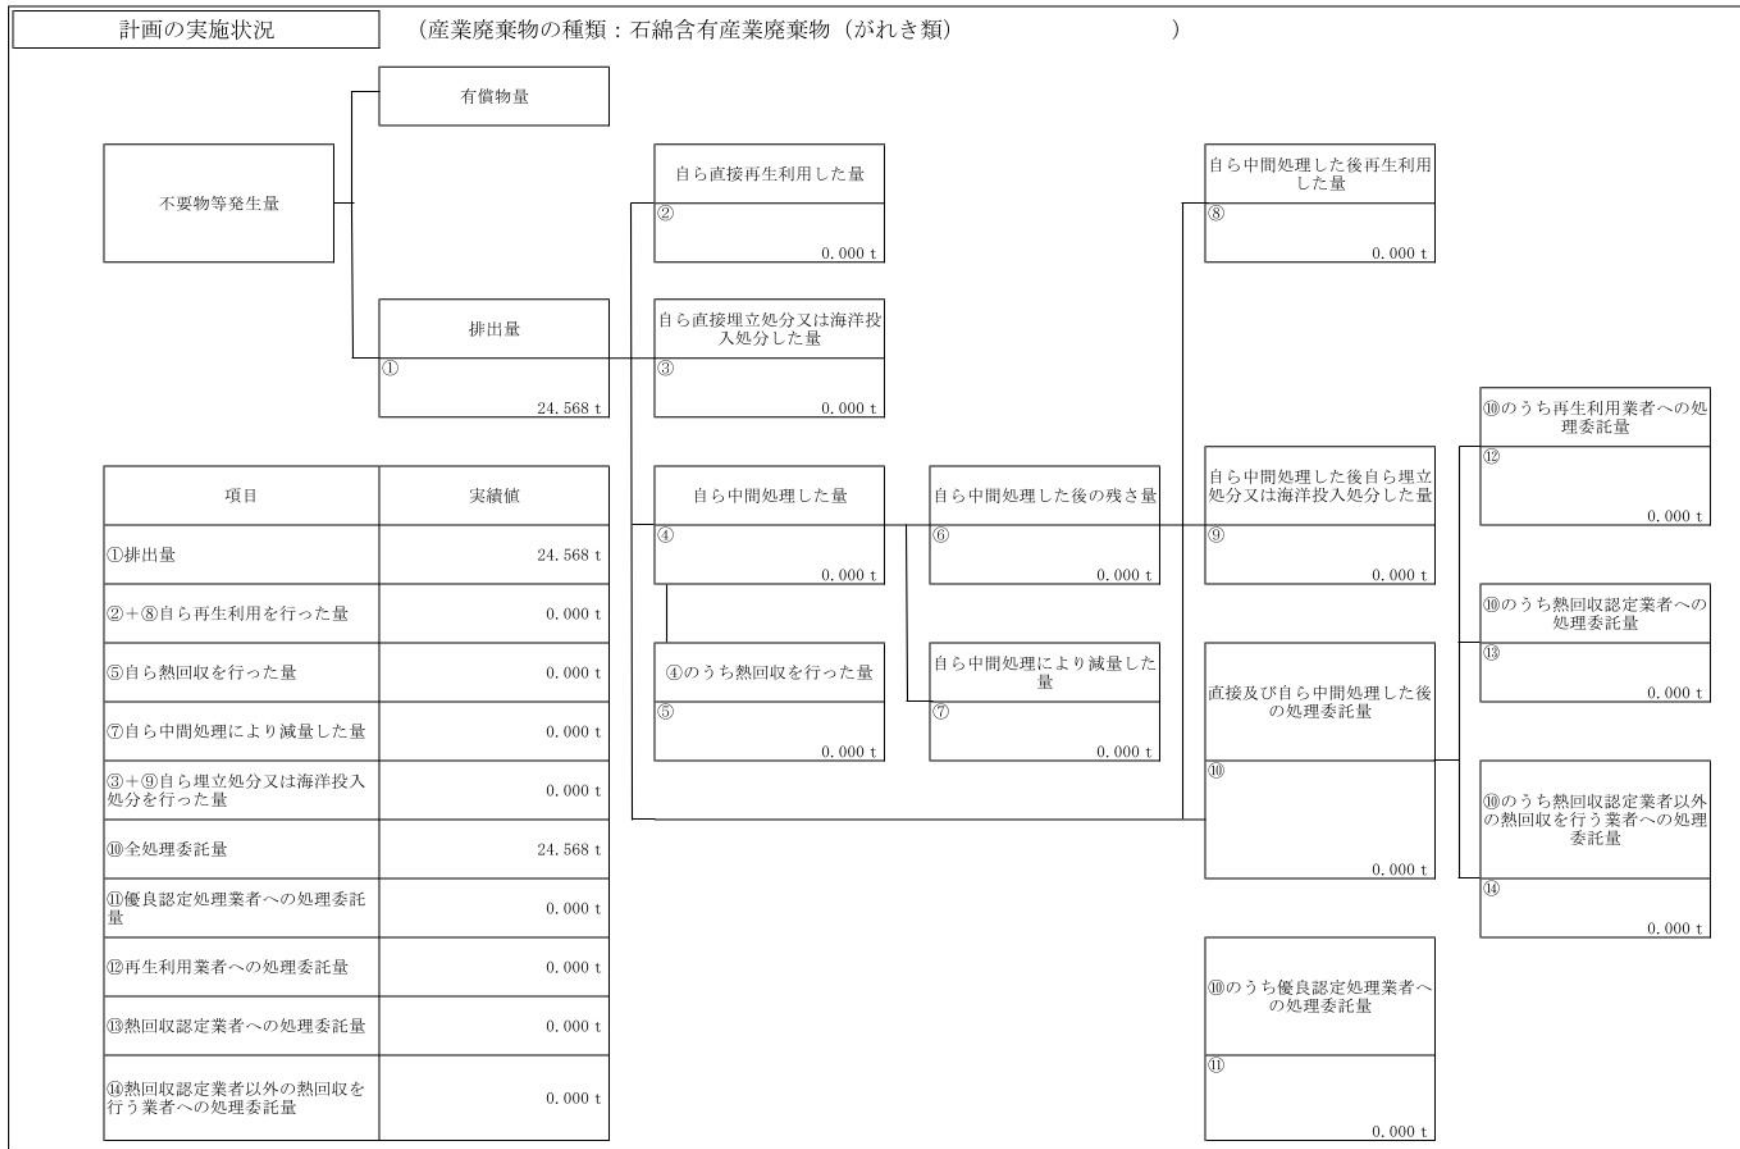 計画の実施状況 (産業廃棄物の種類：石綿含有産業廃棄物（がれき類） )
有償物量
不要物等発生量
自ら直接再生利用した量
②
0.000 t
自ら中間処理した後再生利用
した量
⑧
0.000 t
排出量
①
24.568 t
自ら直接埋立処分又は海洋投
入処分した量
③
0.000 t
⑩のうち再生利用業者への処
理委託量
⑫
0.000 t
項目 実績値
①排出量 24.568 t
②＋⑧自ら再生利用を行った量 0.000 t
⑤自ら熱回収を行った量 0.000 t
⑦自ら中間処理により減量した量 0.000 t
③＋⑨自ら埋立処分又は海洋投入
処分を行った量 0.000 t
⑩全処理委託量 24.568 t
⑪優良認定処理業者への処理委託
量 0.000 t
⑫再生利用業者への処理委託量 0.000 t
⑬熱回収認定業者への処理委託量 0.000 t
⑭熱回収認定業者以外の熱回収を
行う業者への処理委託量 0.000 t
自ら中間処理した量
④
0.000 t
自ら中間処理した後の残さ量
⑥
0.000 t
自ら中間処理した後自ら埋立
処分又は海洋投入処分した量
⑨
0.000 t
④のうち熱回収を行った量
⑤
0.000 t
自ら中間処理により減量した
量
⑦
0.000 t
直接及び自ら中間処理した後
の処理委託量
⑩
0.000 t
⑩のうち熱回収認定業者への
処理委託量
⑬
0.000 t
⑩のうち熱回収認定業者以外
の熱回収を行う業者への処理
委託量
⑭
0.000 t
⑩のうち優良認定処理業者へ
の処理委託量
⑪
0.000 t